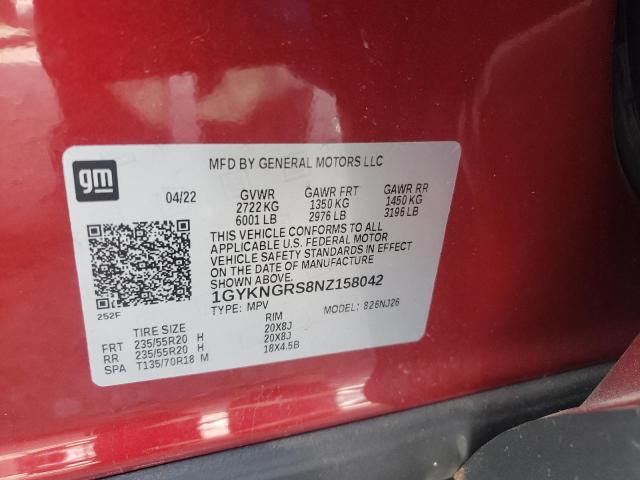 gm
MFD BY GENERAL MOTORS LLC
04/22 GVWR GAWR FRT GAWR RR
2722 KG 1350 KG 1450 KG
6001 LB 2976 LB 3196 LB
THIS VEHICLE CONFORMS TO ALL
APPLICABLE U.S. FEDERAL MOTOR
VEHICLE SAFETY STANDARDS IN EFFECT
ON THE DATE OF MANUFACTURE
SHOWN ABOVE.
1GYKNGRS8NZ158042
252F
TYPE: MPV MODEL: 826NJ26
TIRE SIZE RIM
FRT 235/55R20 H 20X8J
RR 235/55R20 H 20X8J
SPA T135/70R18 M 18X4.5B